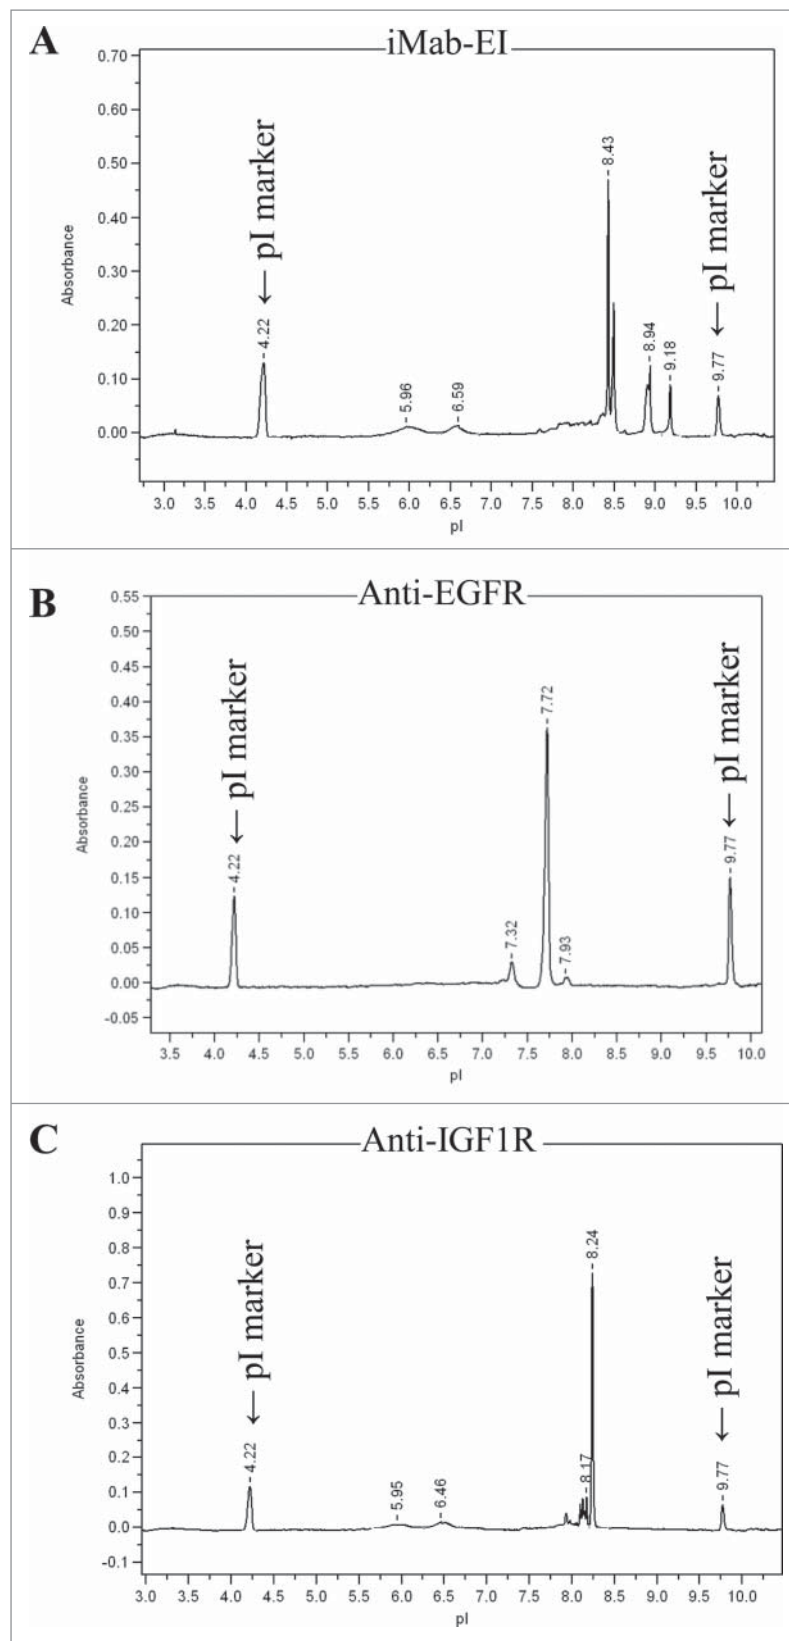 A
iMab-EI
0.70
0.60
0.50
0.40
0.30
0.20
0.10
0.00
Absorbance
pI marker
4.22
5.96
6.59
8.43
8.94
9.18
pI marker
9.77
3.0 3.5 4.0 4.5 5.0 5.5 6.0 6.5 7.0 7.5 8.0 8.5 9.0 9.5 10.0
pI
B
Anti-EGFR
0.55
0.50
0.45
0.40
0.35
0.30
0.25
0.20
0.15
0.10
0.05
0.00
-0.05
Absorbance
pI marker
4.22
7.32
7.72
7.93
pI marker
9.77
3.5 4.0 4.5 5.0 5.5 6.0 6.5 7.0 7.5 8.0 8.5 9.0 9.5 10.0
pI
C
Anti-IGF1R
1.0
0.9
0.8
0.7
0.6
0.5
0.4
0.3
0.2
0.1
0.0
-0.1
Absorbance
pI marker
4.22
5.95
6.46
8.17
8.24
pI marker
9.77
3.0 3.5 4.0 4.5 5.0 5.5 6.0 6.5 7.0 7.5 8.0 8.5 9.0 9.5 10.0
pI